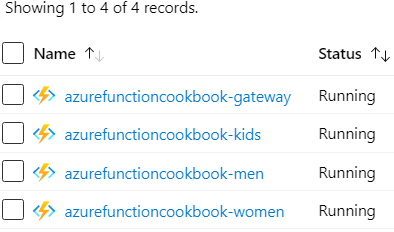 Showing 1 to 4 of 4 records.
Name ↑↓ Status ↑↓
azurefunctioncookbook-gateway Running
azurefunctioncookbook-kids Running
azurefunctioncookbook-men Running
azurefunctioncookbook-women Running